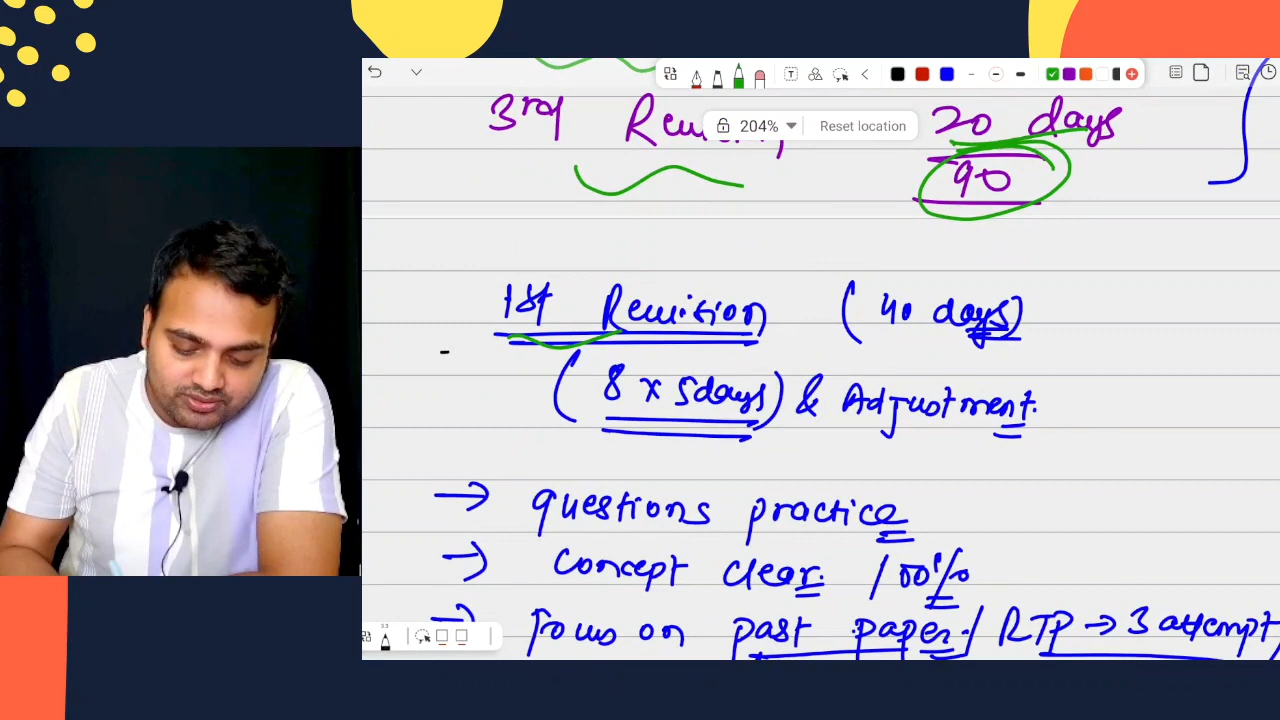 3rd
204% Reset location
20 days
90
1st Revision (40 days)
(8 x 5days) & Adjustment.
→ questions practice
→ concept clear. 100%
→ focus on past paper. / RTP → 3 attempt